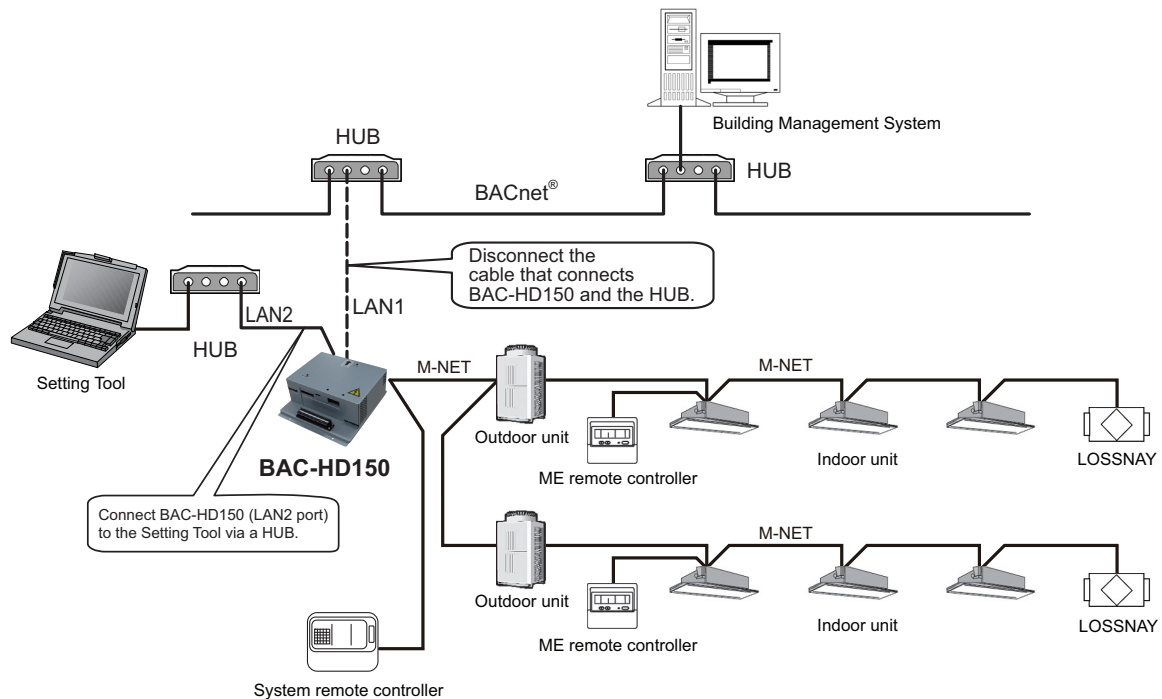 Building Management System
HUB
HUB
BACnet®
Disconnect the
cable that connects
BAC-HD150 and the HUB.
LAN2
LAN1
HUB
Setting Tool
M-NET
M-NET
Outdoor unit
ME remote controller
Indoor unit
LOSSNAY
BAC-HD150
Connect BAC-HD150 (LAN2 port)
to the Setting Tool via a HUB.
M-NET
Outdoor unit
ME remote controller
Indoor unit
LOSSNAY
System remote controller